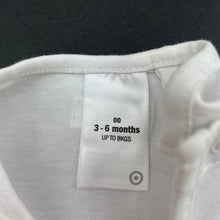 00
3 - 6 months
UP TO 8KGS